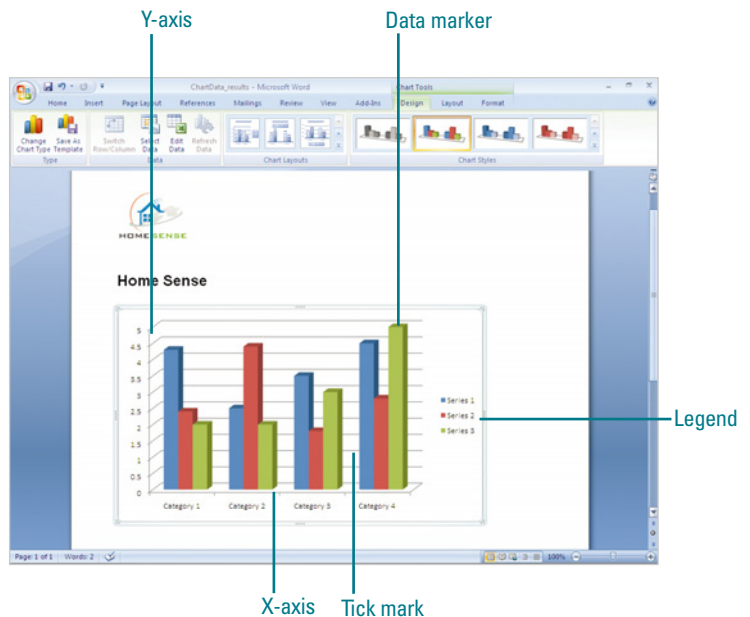 Y-axis
Data marker
ChartData_results - Microsoft Word
Chart Tools
Home Insert Page Layout References Mailings Review View Add-Ins Design Layout Format
Change Chart Type
Save As Template
Switch Row/Column
Select Data
Edit Data
Refresh Data
Type
Data
Chart Layouts
Chart Styles
HOMESENSE
Home Sense
5
4.5
4
3.5
3
2.5
2
1.5
1
0.5
0
Category 1 Category 2 Category 3 Category 4
Series 1
Series 2
Series 3
Legend
Page: 1 of 1 Words: 2
100%
X-axis
Tick mark